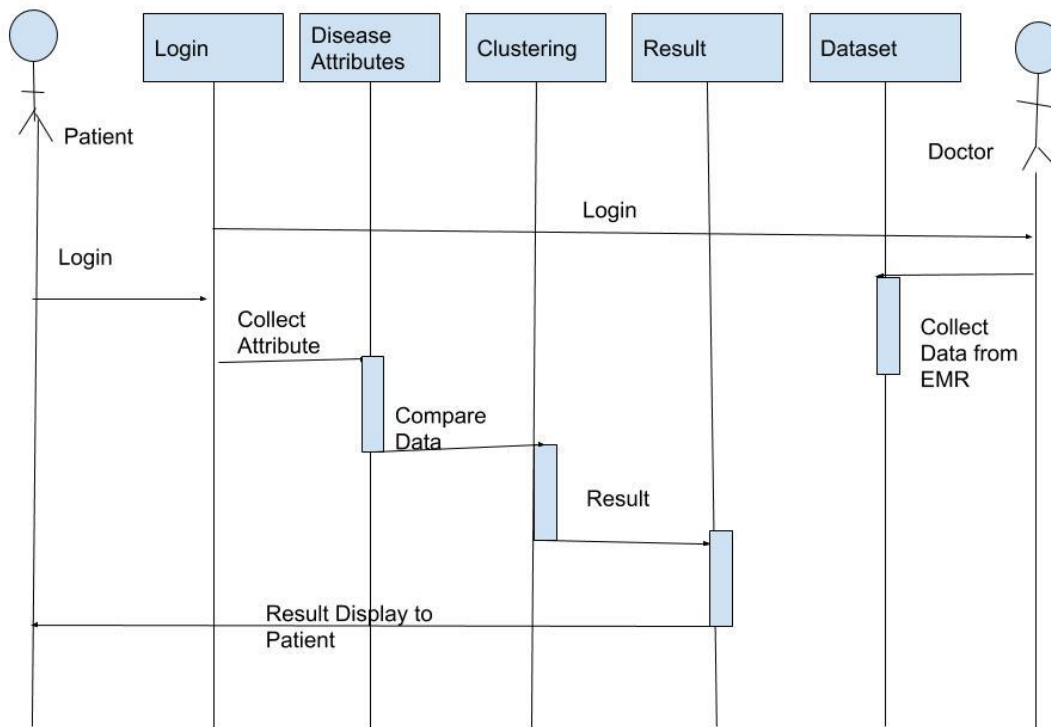 Login
Disease
Attributes
Clustering
Result
Dataset
Patient
Doctor
Login
Login
Collect
Attribute
Collect
Data from
EMR
Compare
Data
Result
Result Display to
Patient